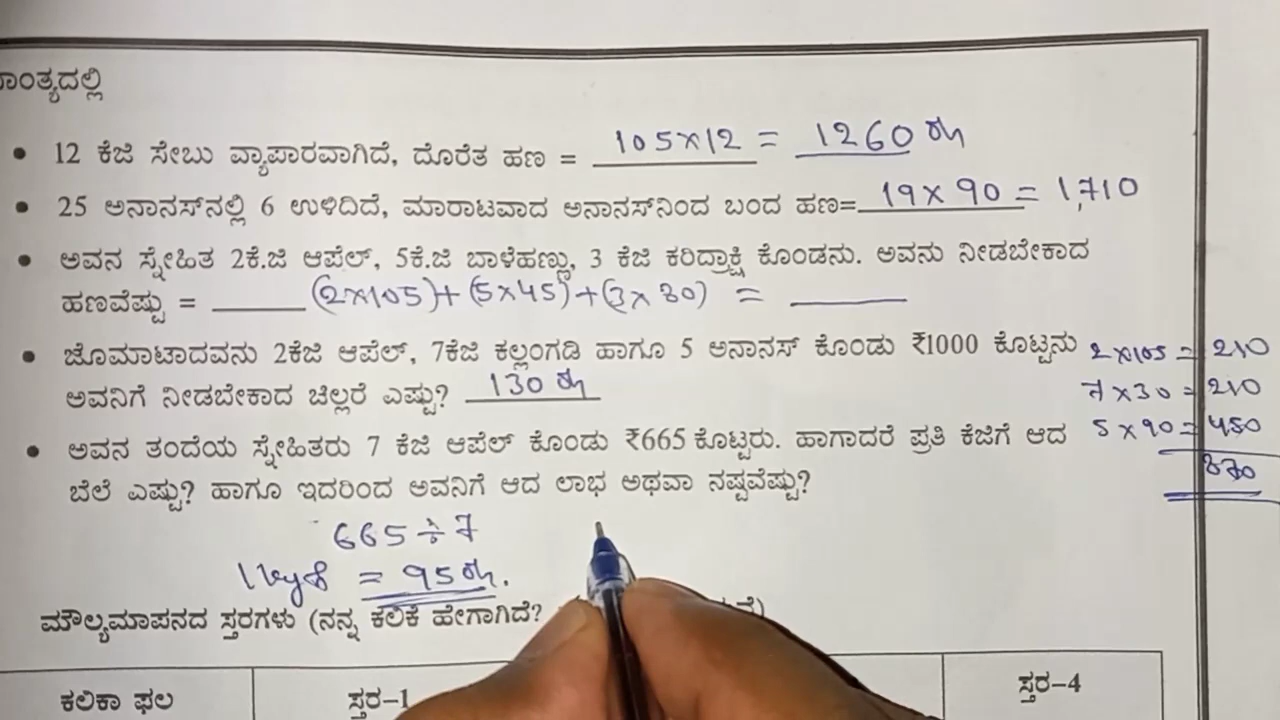 ಾಂತ್ಯದಲ್ಲಿ
• 12 ಕೆಜಿ ಸೇಬು ವ್ಯಾಪಾರವಾಗಿದೆ, ದೊರೆತ ಹಣ = 105×12 = 1260 ರೂ
• 25 ಅನಾನಸ್‌ನಲ್ಲಿ 6 ಉಳಿದಿದೆ, ಮಾರಾಟವಾದ ಅನಾನಸ್‌ನಿಂದ ಬಂದ ಹಣ= 19 × 90 = 1,710
• ಅವನ ಸ್ನೇಹಿತ 2ಕೆ.ಜಿ ಆಪೆಲ್, 5ಕೆ.ಜಿ ಬಾಳೆಹಣ್ಣು, 3 ಕೆಜಿ ಕರಿದ್ರಾಕ್ಷಿ ಕೊಂಡನು. ಅವನು ನೀಡಬೇಕಾದ
ಹಣವೆಷ್ಟು = ______ (2×105)+(5×45)+(3×80) = ______
• ಜೊಮಾಟಾದವನು 2ಕೆಜಿ ಆಪೆಲ್, 7ಕೆಜಿ ಕಲ್ಲಂಗಡಿ ಹಾಗೂ 5 ಅನಾನಸ್ ಕೊಂಡು ₹1000 ಕೊಟ್ಟನು 2×105 = 210
7×30 = 210
ಅವನಿಗೆ ನೀಡಬೇಕಾದ ಚಿಲ್ಲರೆ ಎಷ್ಟು? 130 ರೂ
5×90 = 450
• ಅವನ ತಂದೆಯ ಸ್ನೇಹಿತರು 7 ಕೆಜಿ ಆಪೆಲ್ ಕೊಂಡು ₹665 ಕೊಟ್ಟರು. ಹಾಗಾದರೆ ಪ್ರತಿ ಕೆಜಿಗೆ ಆದ
870
ಬೆಲೆ ಎಷ್ಟು? ಹಾಗೂ ಇದರಿಂದ ಅವನಿಗೆ ಆದ ಲಾಭ ಅಥವಾ ನಷ್ಟವೆಷ್ಟು?
665 ÷ 7
= 95 ರೂ.
ಮೌಲ್ಯಮಾಪನದ ಸ್ತರಗಳು (ನನ್ನ ಕಲಿಕೆ ಹೇಗಾಗಿದೆ?
ಕಲಿಕಾ ಫಲ ಸ್ತರ-1 ಸ್ತರ-4